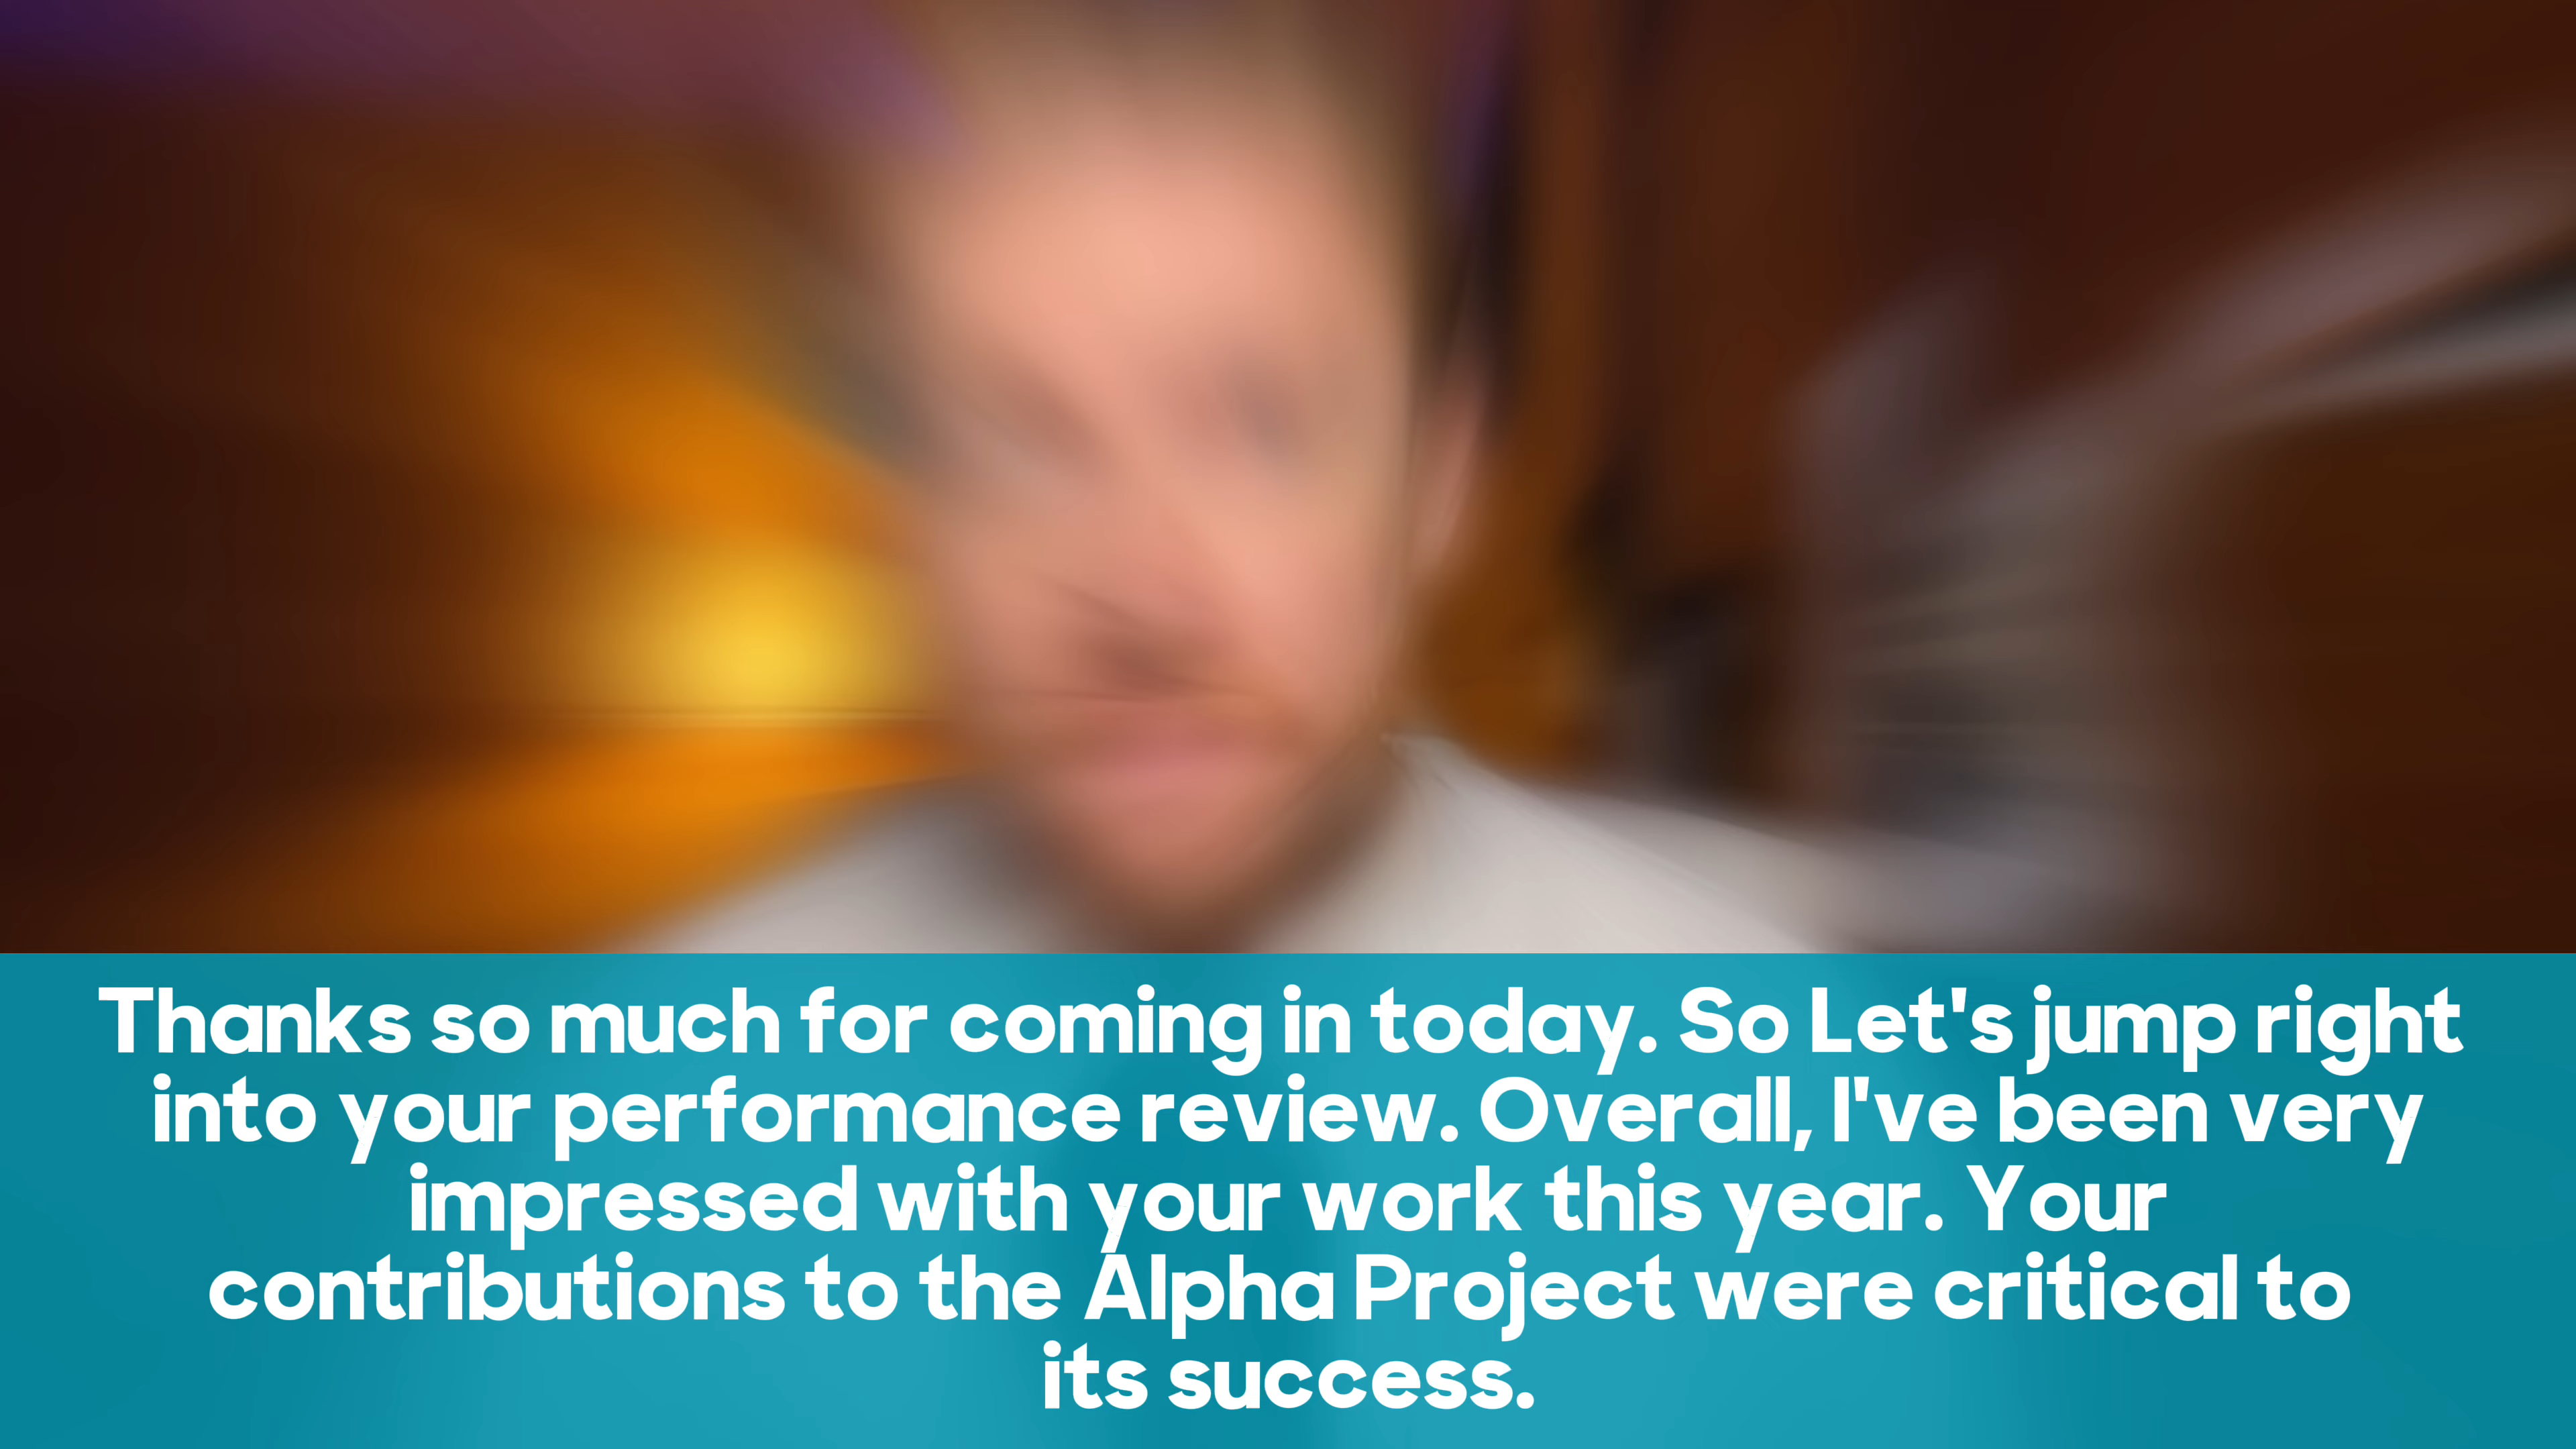 Thanks so much for coming in today. So Let's jump right
into your performance review. Overall, I've been very
impressed with your work this year. Your
contributions to the Alpha Project were critical to
its success.